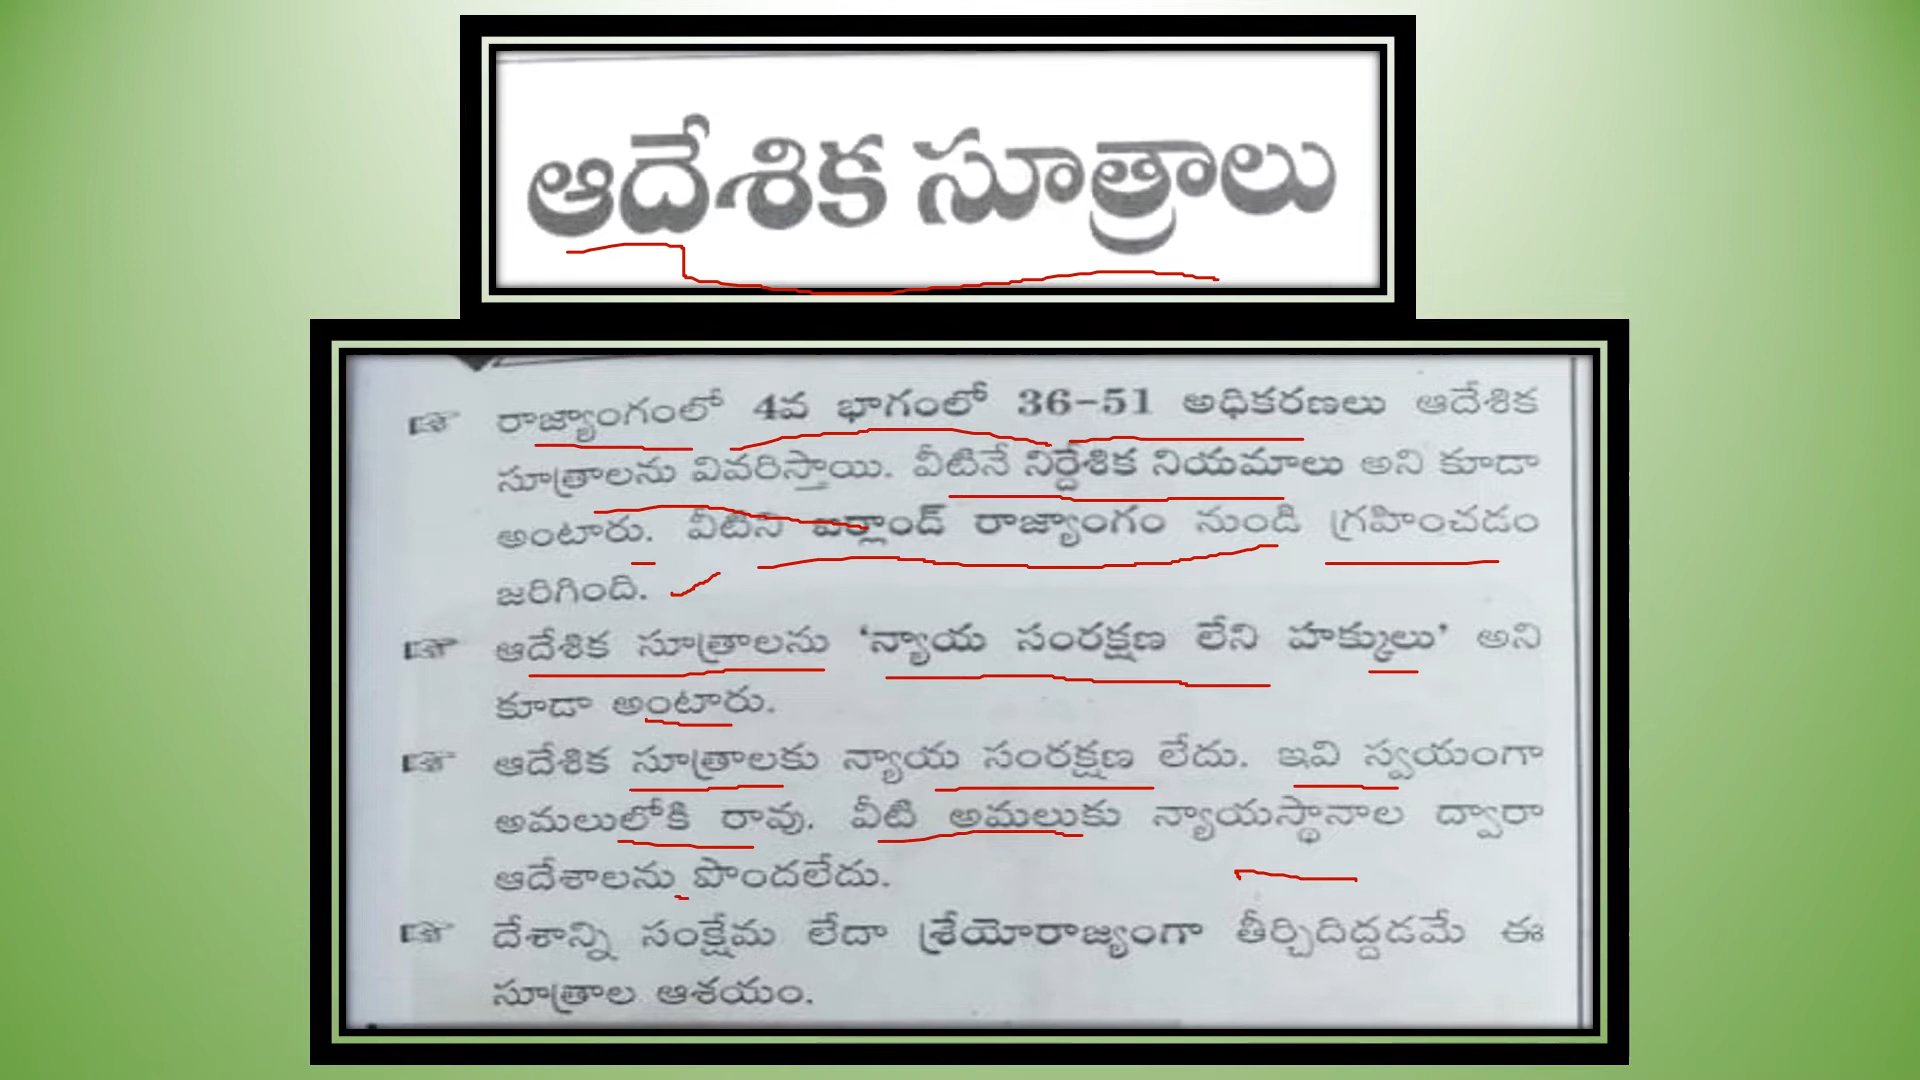 ఆదేశిక సూత్రాలు
రాజ్యాంగంలో 4వ భాగంలో 36-51 అధికరణలు ఆదేశిక
సూత్రాలను వివరిస్తాయి. వీటినే నిర్దేశిక నియమాలు అని కూడా
అంటారు. వీటిని ఐర్లాండ్ రాజ్యాంగం నుండి గ్రహించడం
జరిగింది.
ఆదేశిక సూత్రాలను ‘న్యాయ సంరక్షణ లేని హక్కులు’ అని
కూడా అంటారు.
ఆదేశిక సూత్రాలకు న్యాయ సంరక్షణ లేదు. ఇవి స్వయంగా
అమలులోకి రావు. వీటి అమలుకు న్యాయస్థానాల ద్వారా
ఆదేశాలను పొందలేదు.
దేశాన్ని సంక్షేమ లేదా శ్రేయోరాజ్యంగా తీర్చిదిద్దడమే ఈ
సూత్రాల ఆశయం.